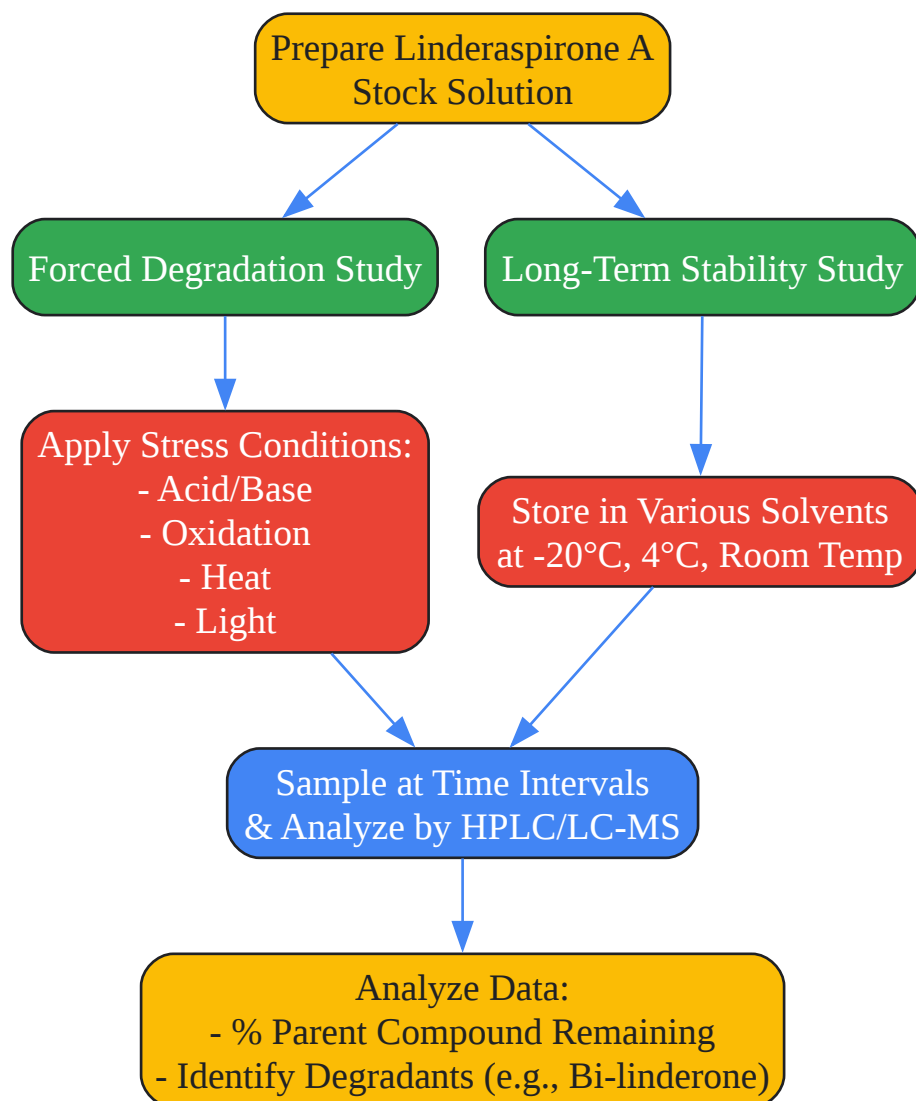 Prepare Linderaspirone A
Stock Solution
Forced Degradation Study
Long-Term Stability Study
Apply Stress Conditions:
- Acid/Base
- Oxidation
- Heat
- Light
Store in Various Solvents
at -20°C, 4°C, Room Temp
Sample at Time Intervals
& Analyze by HPLC/LC-MS
Analyze Data:
- % Parent Compound Remaining
- Identify Degradants (e.g., Bi-linderone)